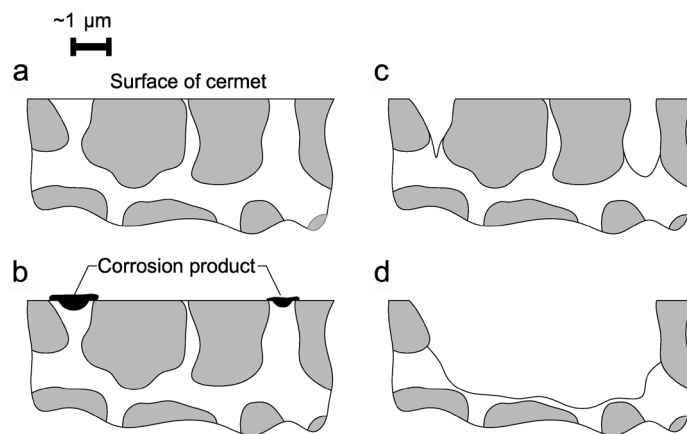 ~1 µm
a
Surface of cermet
c
b
Corrosion product
d